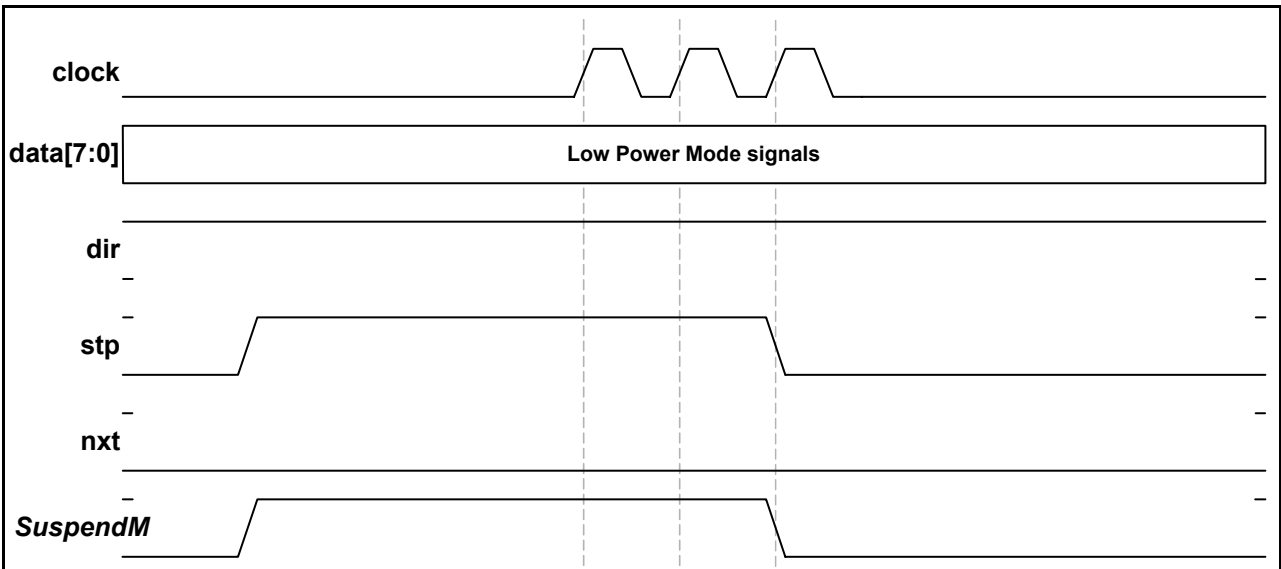 clock
data[7:0]
Low Power Mode signals
dir
stp
nxt
SuspendM